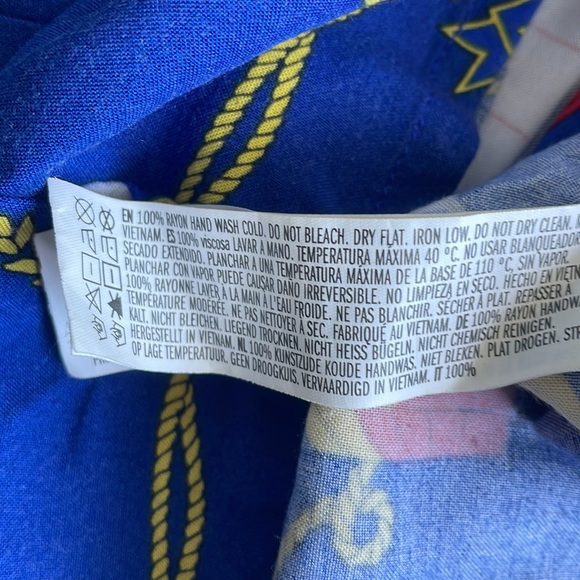 EN 100% RAYON HAND WASH COLD. DO NOT BLEACH. DRY FLAT. IRON LOW. DO NOT DRY CLEAN.
VIETNAM. ES 100% viscosa LAVAR A MANO. TEMPERATURA MÁXIMA 40 °C. NO USAR BLANQUEADOR
SECADO EXTENDIDO. PLANCHAR A TEMPERATURA MÁXIMA DE LA BASE DE 110 °C, SIN VAPOR.
PLANCHAR CON VAPOR PUEDE CAUSAR DAÑO IRREVERSIBLE. NO LIMPIEZA EN SECO. HECHO EN VIETNAM
100% RAYONNE LAVER À LA MAIN À L'EAU FROIDE. NE PAS BLANCHIR. SÉCHER À PLAT. REPASSER À
TEMPÉRATURE MODÉRÉE. NE PAS NETTOYER À SEC. FABRIQUÉ AU VIETNAM. DE 100% RAYON HANDW
KALT. NICHT BLEICHEN. LIEGEND TROCKNEN. NICHT HEISS BÜGELN. NICHT CHEMISCH REINIGEN.
HERGESTELLT IN VIETNAM. NL 100% KUNSTZIJDE KOUDE HANDWAS. NIET BLEKEN. PLAT DROGEN. STR
OP LAGE TEMPERATUUR. GEEN DROOGKUIS. VERVAARDIGD IN VIETNAM. IT 100%